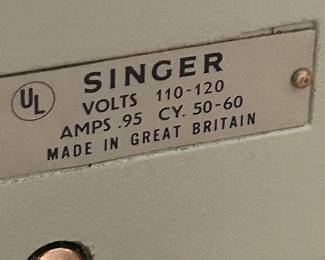 UL
SINGER
VOLTS 110-120
AMPS .95 CY. 50-60
MADE IN GREAT BRITAIN